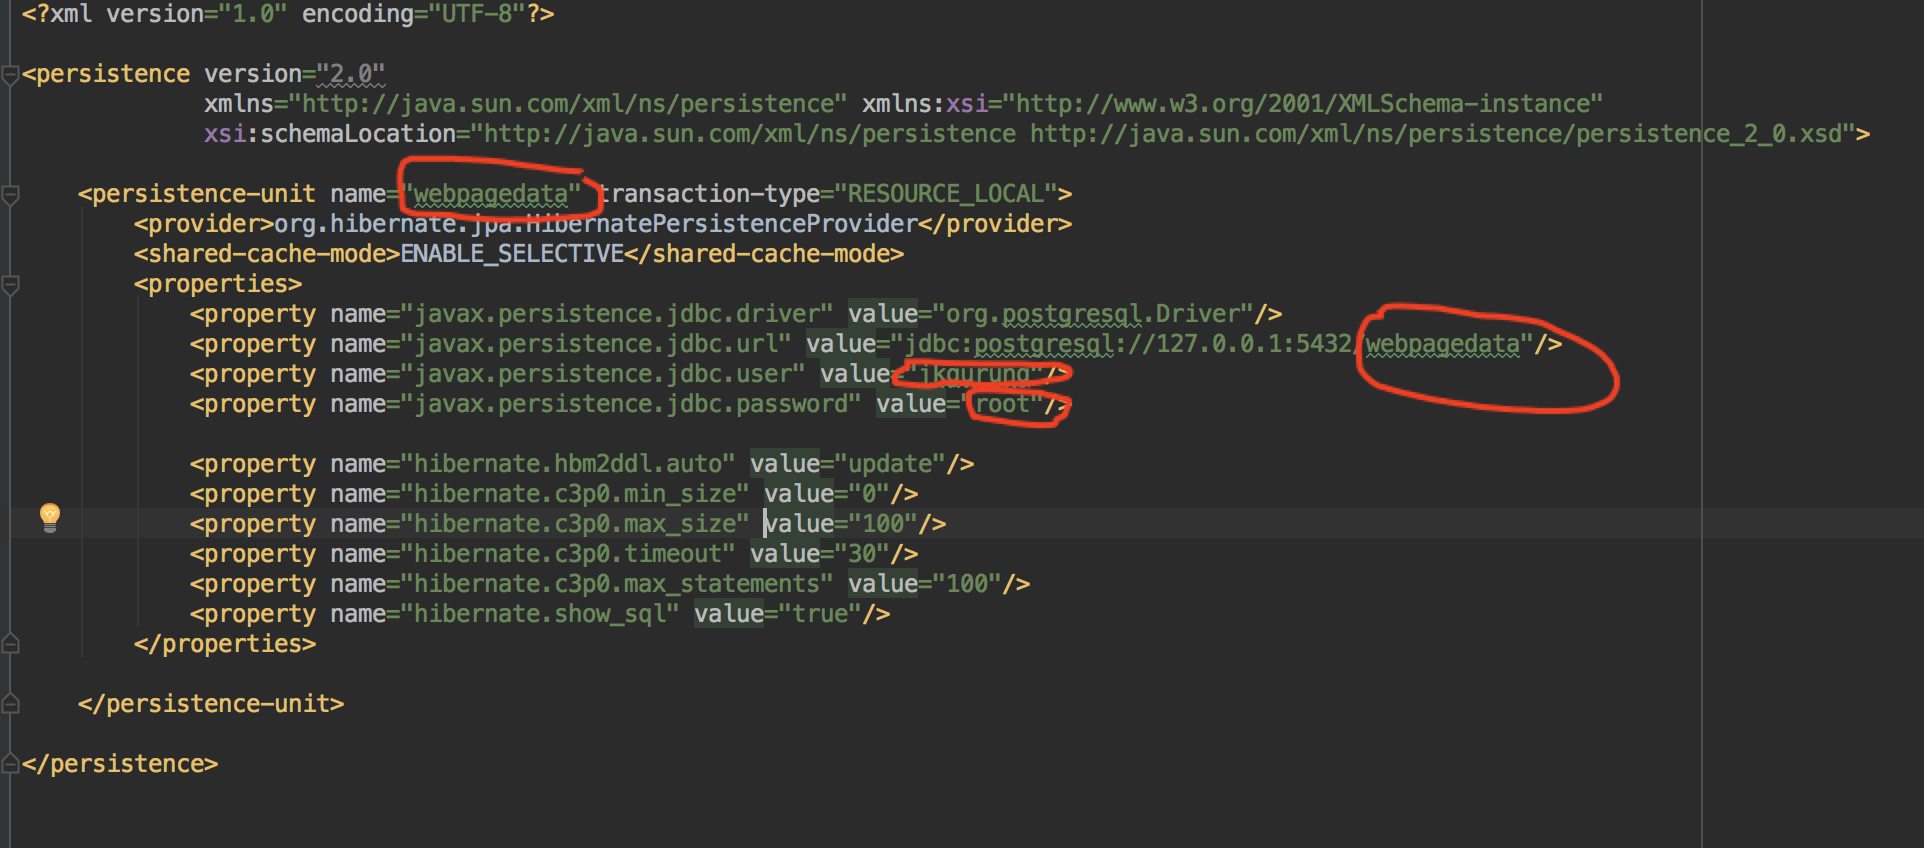 <?xml version="1.0" encoding="UTF-8"?>
<persistence version="2.0"
xmlns="http://java.sun.com/xml/ns/persistence" xmlns:xsi="http://www.w3.org/2001/XMLSchema-instance"
xsi:schemaLocation="http://java.sun.com/xml/ns/persistence http://java.sun.com/xml/ns/persistence/persistence_2_0.xsd">
<persistence-unit name="webpagedata" transaction-type="RESOURCE_LOCAL">
<provider>org.hibernate.jpa.HibernatePersistenceProvider</provider>
<shared-cache-mode>ENABLE_SELECTIVE</shared-cache-mode>
<properties>
<property name="javax.persistence.jdbc.driver" value="org.postgresql.Driver"/>
<property name="javax.persistence.jdbc.url" value="jdbc:postgresql://127.0.0.1:5432/webpagedata"/>
<property name="javax.persistence.jdbc.user" value="/>
<property name="javax.persistence.jdbc.password" value="root"/>
<property name="hibernate.hbm2ddl.auto" value="update"/>
<property name="hibernate.c3p0.min_size" value="0"/>
<property name="hibernate.c3p0.max_size" value="100"/>
<property name="hibernate.c3p0.timeout" value="30"/>
<property name="hibernate.c3p0.max_statements" value="100"/>
<property name="hibernate.show_sql" value="true"/>
</properties>
</persistence-unit>
</persistence>